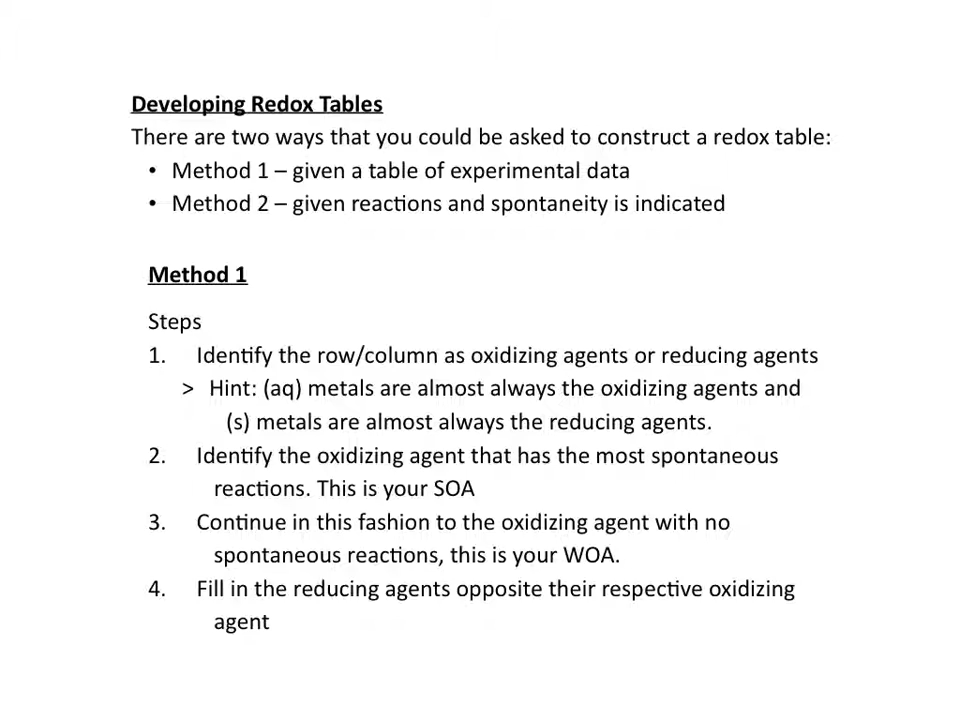 Developing Redox Tables
There are two ways that you could be asked to construct a redox table:
• Method 1 – given a table of experimental data
• Method 2 – given reactions and spontaneity is indicated
Method 1
Steps
1. Identify the row/column as oxidizing agents or reducing agents
> Hint: (aq) metals are almost always the oxidizing agents and
(s) metals are almost always the reducing agents.
2. Identify the oxidizing agent that has the most spontaneous
reactions. This is your SOA
3. Continue in this fashion to the oxidizing agent with no
spontaneous reactions, this is your WOA.
4. Fill in the reducing agents opposite their respective oxidizing
agent